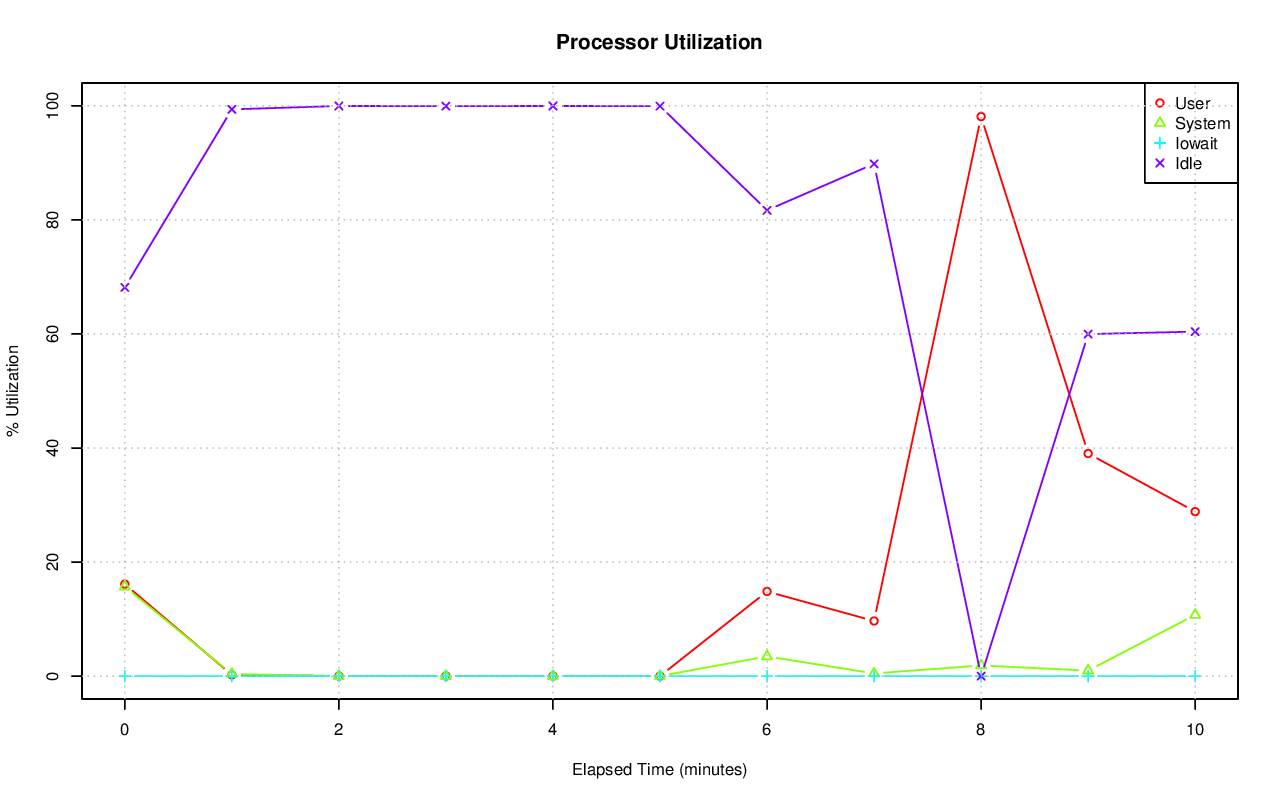 Processor Utilization
User
System
Iowait
Idle
% Utilization
100
80
60
40
20
0
0 2 4 6 8 10
Elapsed Time (minutes)